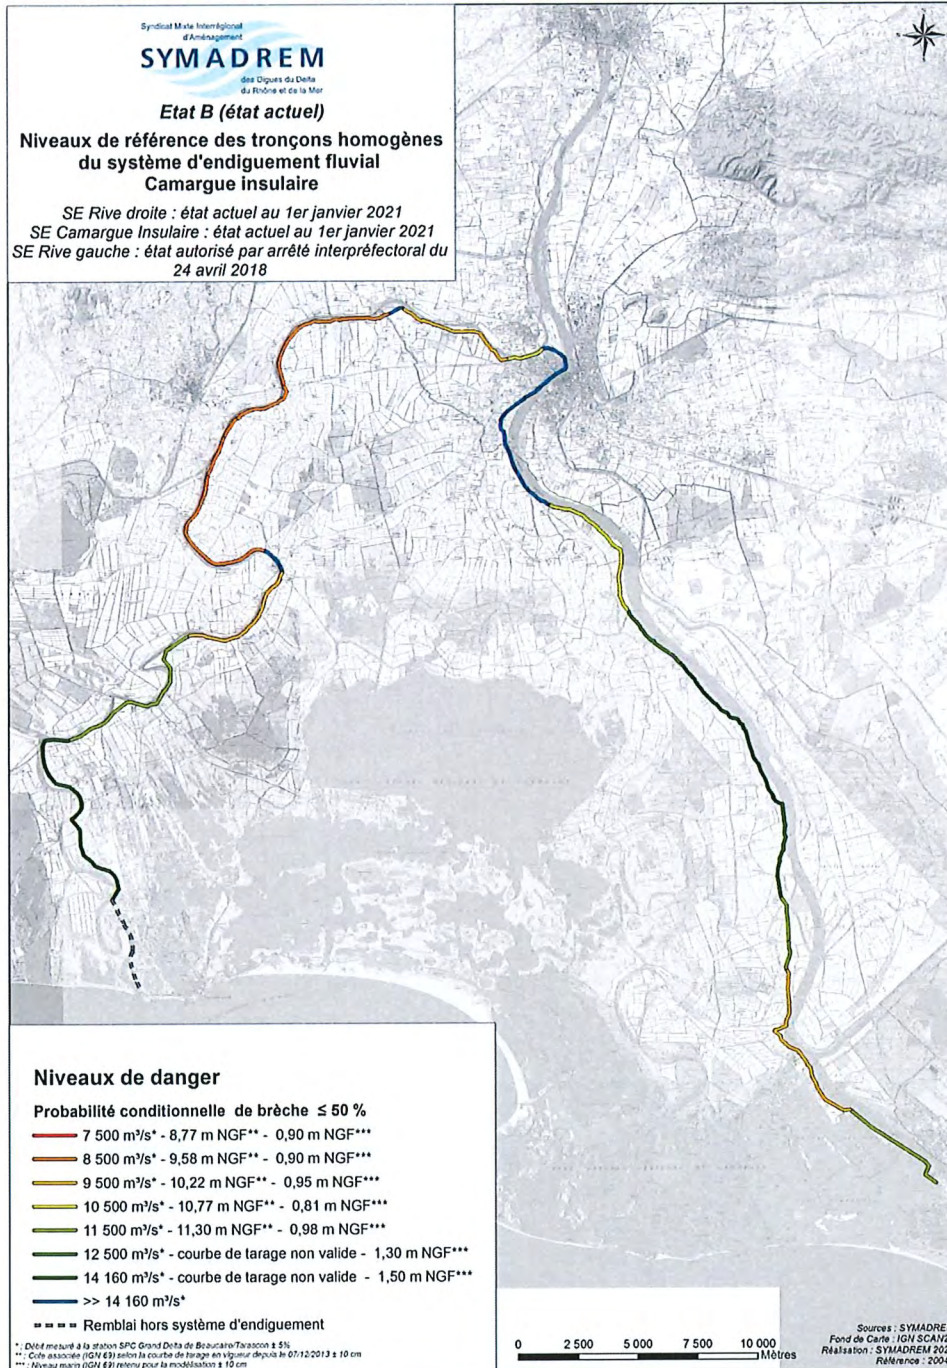 Syndicat Mixte Interrégional
d'Aménagement
SYMADREM
des Digues du Delta
du Rhône et de la Mer
Etat B (état actuel)
Niveaux de référence des tronçons homogènes
du système d'endiguement fluvial
Camargue insulaire
SE Rive droite : état actuel au 1er janvier 2021
SE Camargue Insulaire : état actuel au 1er janvier 2021
SE Rive gauche : état autorisé par arrêté interpréfectoral du
24 avril 2018
Niveaux de danger
Probabilité conditionnelle de brèche ≤ 50 %
7 500 m³/s* - 8,77 m NGF** - 0,90 m NGF***
8 500 m³/s* - 9,58 m NGF** - 0,90 m NGF***
9 500 m³/s* - 10,22 m NGF** - 0,95 m NGF***
10 500 m³/s* - 10,77 m NGF** - 0,81 m NGF***
11 500 m³/s* - 11,30 m NGF** - 0,98 m NGF***
12 500 m³/s* - courbe de tarage non valide - 1,30 m NGF***
14 160 m³/s* - courbe de tarage non valide - 1,50 m NGF***
>> 14 160 m³/s*
Remblai hors système d'endiguement
* : Débit mesuré à la station SPC Grand Delta de Beaucaire/Tarascon ± 5%
** : Cote associée (IGN 69) selon la courbe de tarage en vigueur depuis le 07/12/2013 ± 10 cm
*** : Niveau marin (IGN 69) retenu pour la modélisation ± 10 cm
0 2 500 5 000 7 500 10 000
Mètres
Sources : SYMADRE
Fond de Carte : IGN SCAN2
Réalisation : SYMADREM 20
Référence : 200